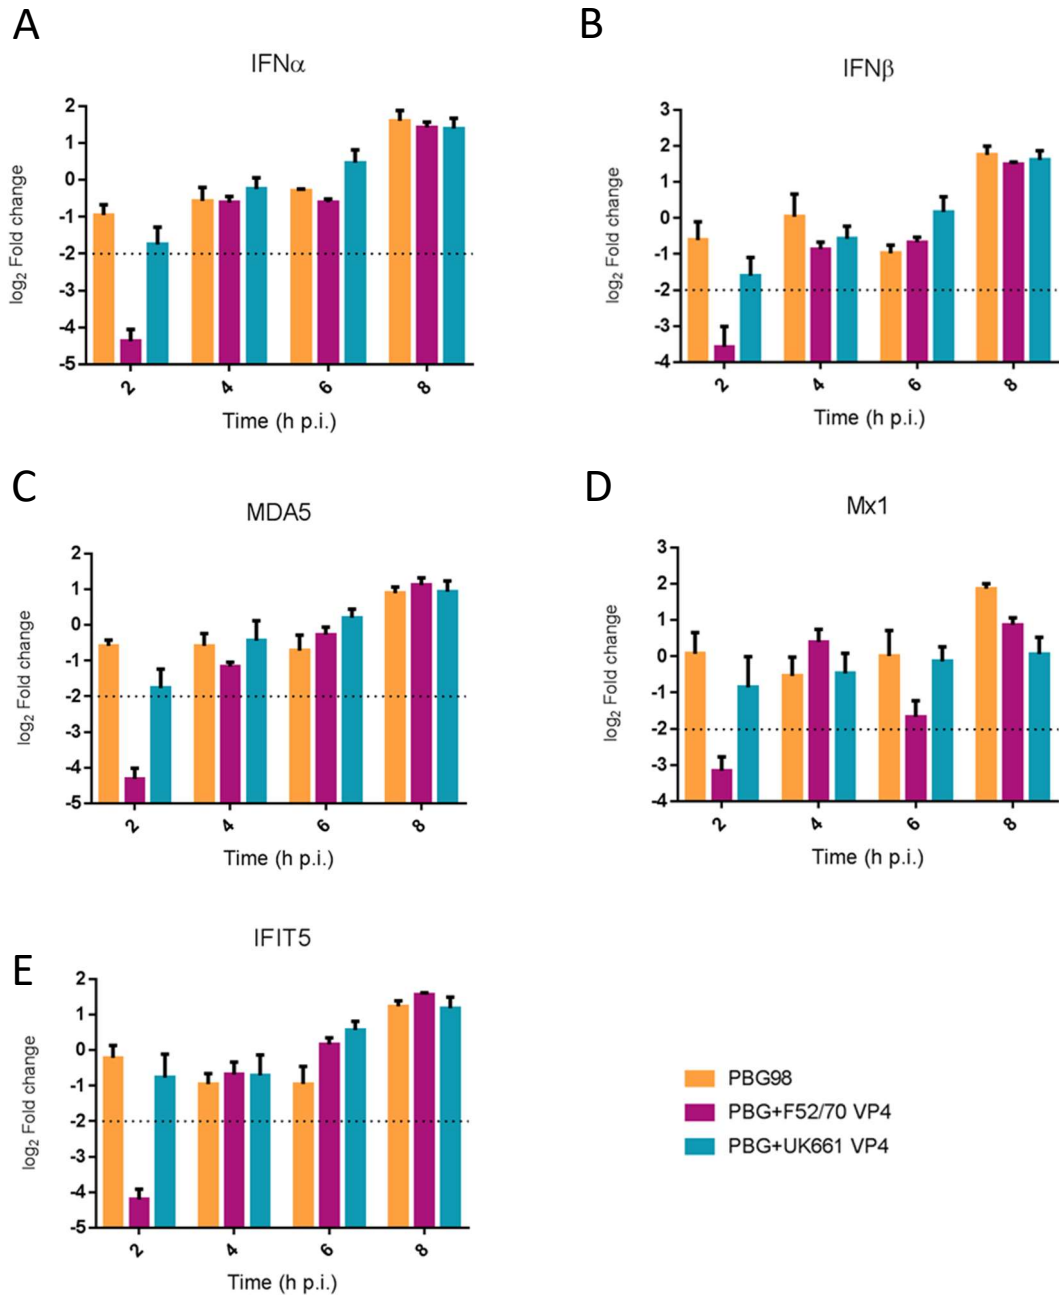 A
IFNα
2
1
0
-1
-2
-3
-4
-5
log2 Fold change
2 4 6 8
Time (h p.i.)
B
IFNβ
3
2
1
0
-1
-2
-3
-4
log2 Fold change
2 4 6 8
Time (h p.i.)
C
MDA5
2
1
0
-1
-2
-3
-4
-5
log2 Fold change
2 4 6 8
Time (h p.i.)
D
Mx1
3
2
1
0
-1
-2
-3
-4
log2 Fold change
2 4 6 8
Time (h p.i.)
E
IFIT5
2
1
0
-1
-2
-3
-4
-5
log2 Fold change
2 4 6 8
Time (h p.i.)
PBG98
PBG+F52/70 VP4
PBG+UK661 VP4